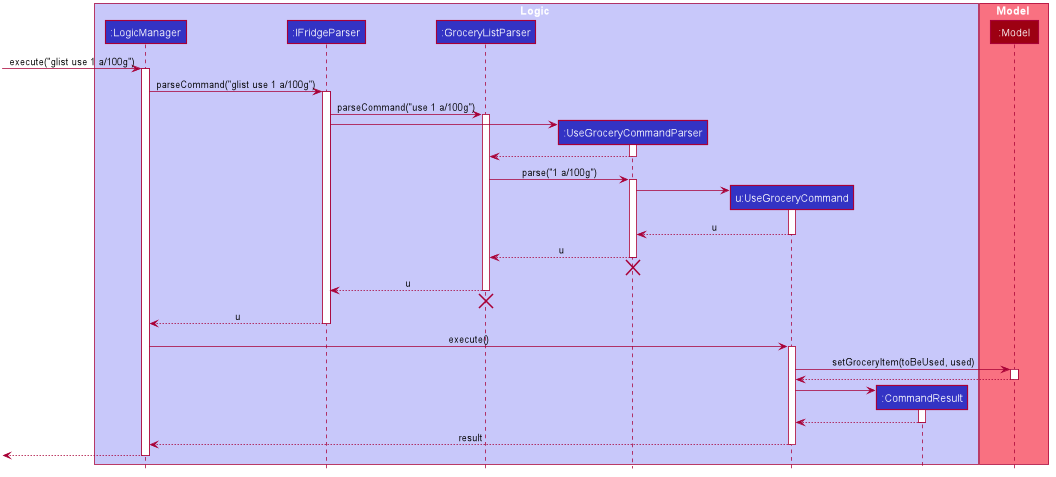 Logic
Model
:LogicManager
:IFridgeParser
:GroceryListParser
:Model
execute("glist use 1 a/100g")
parseCommand("glist use 1 a/100g")
parseCommand("use 1 a/100g")
:UseGroceryCommandParser
parse("1 a/100g")
u:UseGroceryCommand
u
u
u
u
execute()
setGroceryItem(toBeUsed, used)
:CommandResult
result